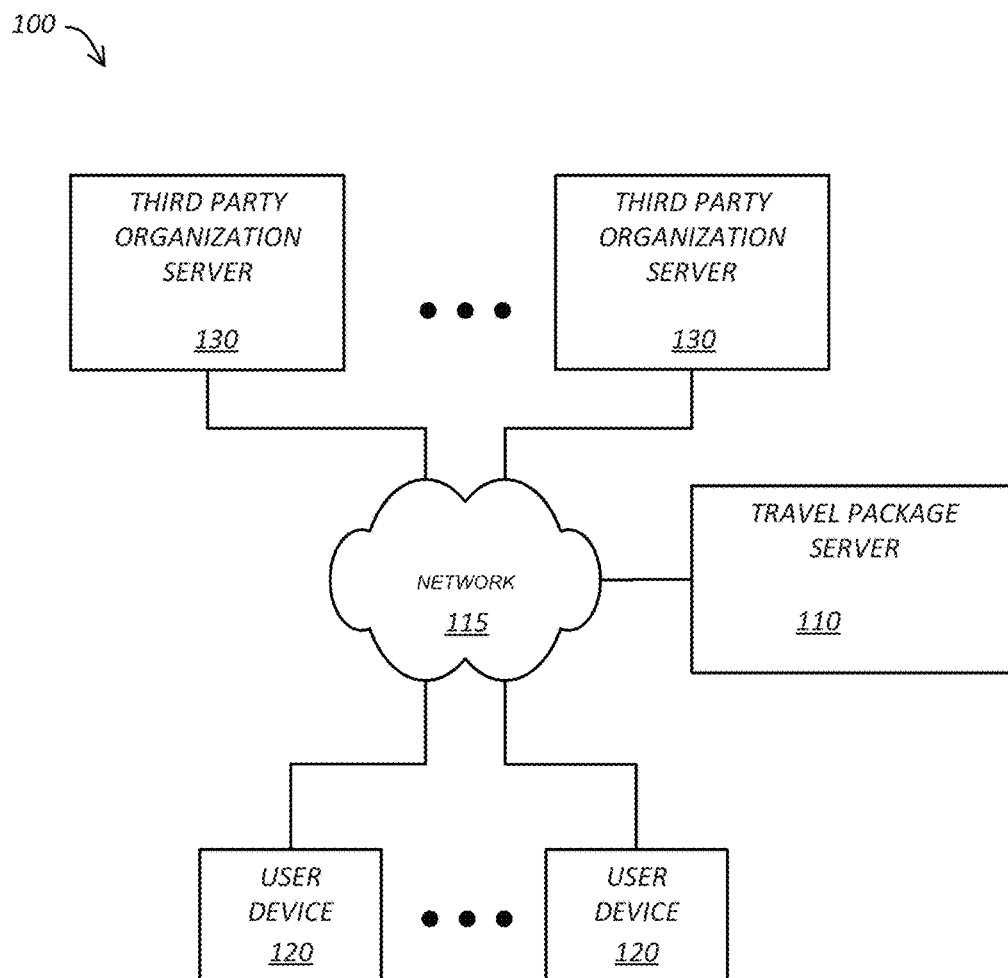 100
THIRD PARTY
ORGANIZATION
SERVER
130
THIRD PARTY
ORGANIZATION
SERVER
130
NETWORK
115
TRAVEL PACKAGE
SERVER
110
USER
DEVICE
120
USER
DEVICE
120